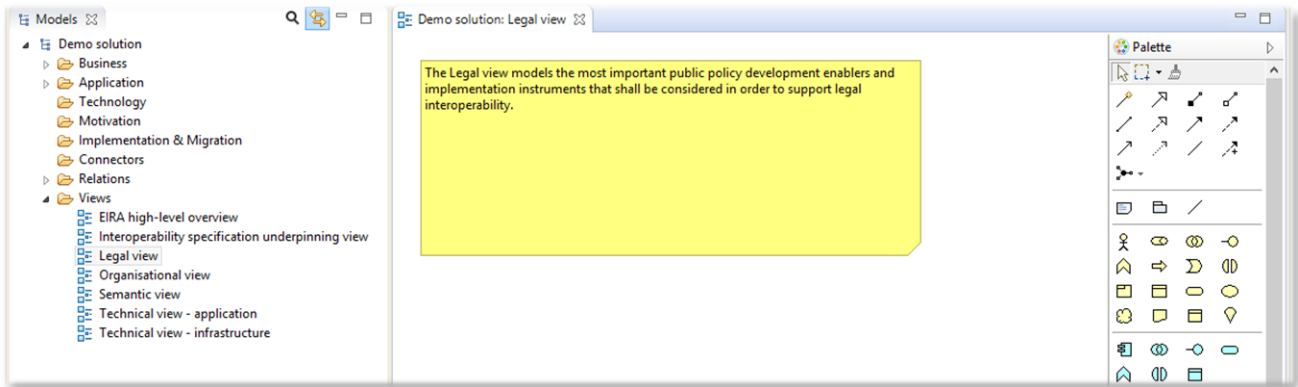 Models
Demo solution
Business
Application
Technology
Motivation
Implementation & Migration
Connectors
Relations
Views
EIRA high-level overview
Interoperability specification underpinning view
Legal view
Organisational view
Semantic view
Technical view - application
Technical view - infrastructure
Demo solution: Legal view
The Legal view models the most important public policy development enablers and
implementation instruments that shall be considered in order to support legal
interoperability.
Palette